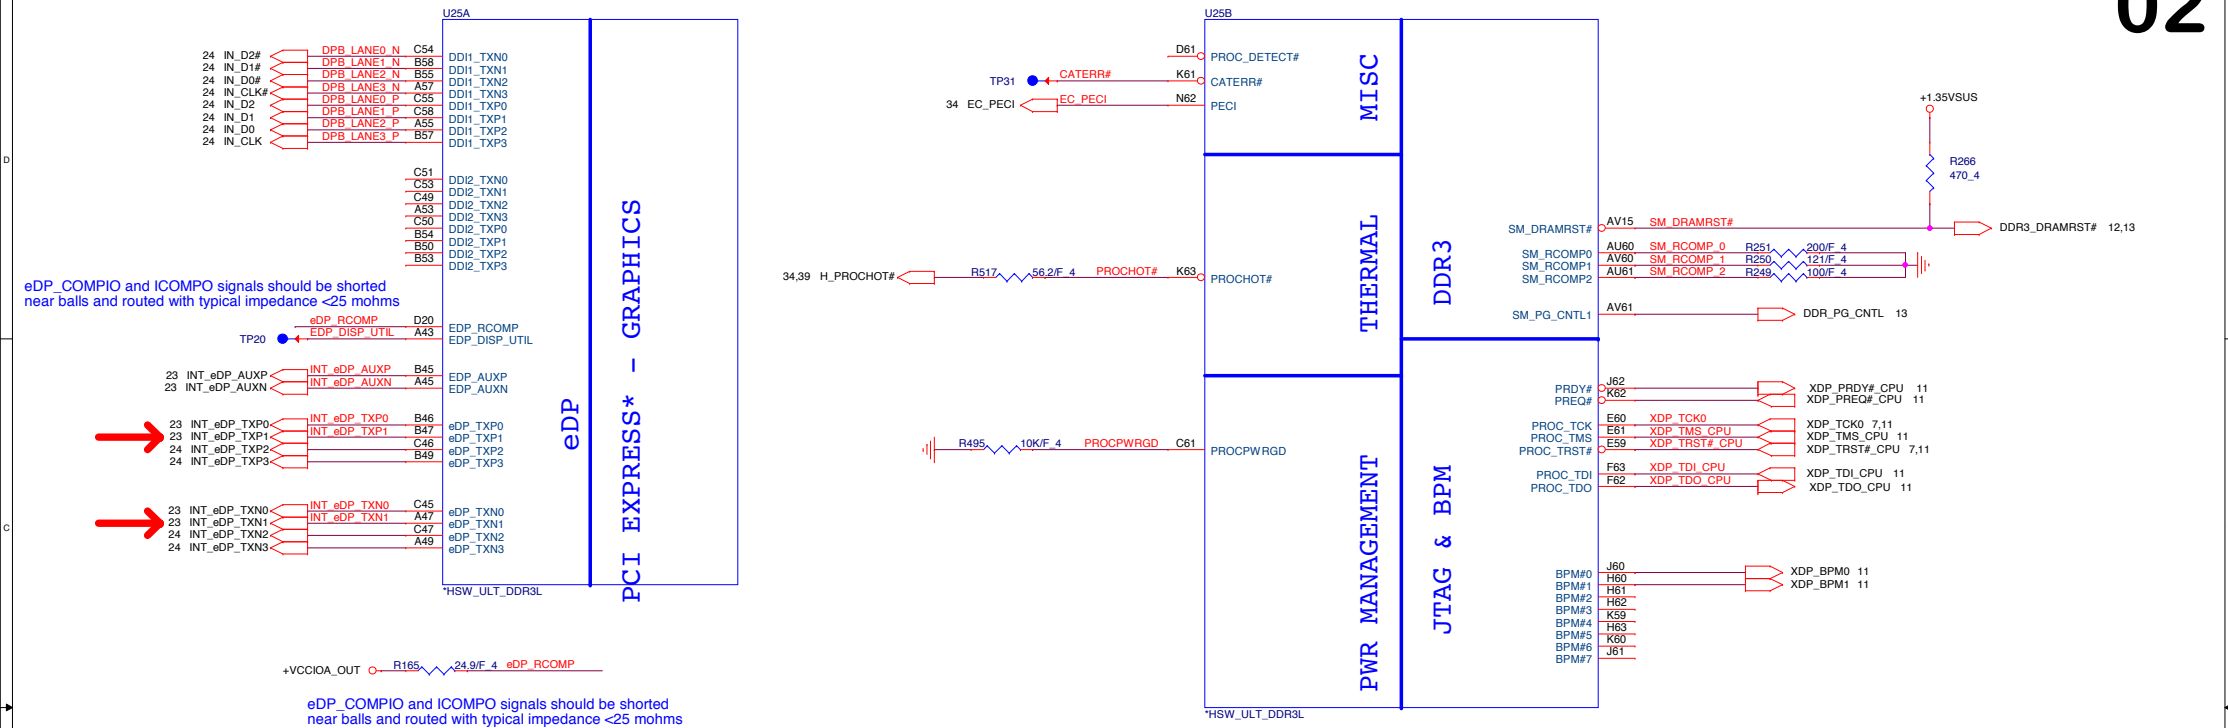 02
U25A
24 IN_D2# DPB_LANE0_N C54 DDI1_TXN0
24 IN_D1# DPB_LANE1_N B58 DDI1_TXN1
24 IN_D0# DPB_LANE2_N B55 DDI1_TXN2
24 IN_CLK# DPB_LANE3_N A57 DDI1_TXN3
24 IN_D2 DPB_LANE0_P C55 DDI1_TXP0
24 IN_D1 DPB_LANE1_P C58 DDI1_TXP1
24 IN_D0 DPB_LANE2_P A55 DDI1_TXP2
24 IN_CLK DPB_LANE3_P B57 DDI1_TXP3
D
C51 DDI2_TXN0
C53 DDI2_TXN1
C49 DDI2_TXN2
A53 DDI2_TXN3
C50 DDI2_TXP0
B54 DDI2_TXP1
B50 DDI2_TXP2
B53 DDI2_TXP3
eDP_COMPIO and ICOMPO signals should be shorted
near balls and routed with typical impedance <25 mohms
eDP_RCOMP D20 EDP_RCOMP
TP20 EDP_DISP_UTIL A43 EDP_DISP_UTIL
23 INT_eDP_AUXP INT_eDP_AUXP B45 EDP_AUXP
23 INT_eDP_AUXN INT_eDP_AUXN A45 EDP_AUXN
23 INT_eDP_TXP0 INT_eDP_TXP0 B46 eDP_TXP0
23 INT_eDP_TXP1 INT_eDP_TXP1 B47 eDP_TXP1
24 INT_eDP_TXP2 C46 eDP_TXP2
24 INT_eDP_TXP3 B49 eDP_TXP3
23 INT_eDP_TXN0 INT_eDP_TXN0 C45 eDP_TXN0
23 INT_eDP_TXN1 INT_eDP_TXN1 A47 eDP_TXN1
24 INT_eDP_TXN2 C47 eDP_TXN2
24 INT_eDP_TXN3 A49 eDP_TXN3
C
eDP
PCI EXPRESS* - GRAPHICS
*HSW_ULT_DDR3L
+VCCIOA_OUT R165 24.9/F_4 eDP_RCOMP
eDP_COMPIO and ICOMPO signals should be shorted
near balls and routed with typical impedance <25 mohms
U25B
D61 PROC_DETECT#
TP31 CATERR# K61 CATERR#
34 EC_PECI EC_PECI N62 PECI
MISC
34,39 H_PROCHOT# R517 56.2/F_4 PROCHOT# K63 PROCHOT#
THERMAL
R495 10K/F_4 PROCPWRGD C61 PROCPWRGD
PWR MANAGEMENT
DDR3
+1.35VSUS
R266
470_4
SM_DRAMRST# AV15 SM_DRAMRST# DDR3_DRAMRST# 12,13
SM_RCOMP0 AU60 SM_RCOMP_0 R251 200/F_4
SM_RCOMP1 AV60 SM_RCOMP_1 R250 121/F_4
SM_RCOMP2 AU61 SM_RCOMP_2 R249 100/F_4
SM_PG_CNTL1 AV61 DDR_PG_CNTL 13
JTAG & BPM
PRDY# J62 XDP_PRDY#_CPU 11
PREQ# K62 XDP_PREQ#_CPU 11
PROC_TCK E60 XDP_TCK0 XDP_TCK0 7,11
PROC_TMS E61 XDP_TMS_CPU XDP_TMS_CPU 11
PROC_TRST# E59 XDP_TRST#_CPU XDP_TRST#_CPU 7,11
PROC_TDI F63 XDP_TDI_CPU XDP_TDI_CPU 11
PROC_TDO F62 XDP_TDO_CPU XDP_TDO_CPU 11
BPM#0 J60 XDP_BPM0 11
BPM#1 H60 XDP_BPM1 11
BPM#2 H61
BPM#3 H62
BPM#4 K59
BPM#5 H63
BPM#6 K60
BPM#7 J61
*HSW_ULT_DDR3L